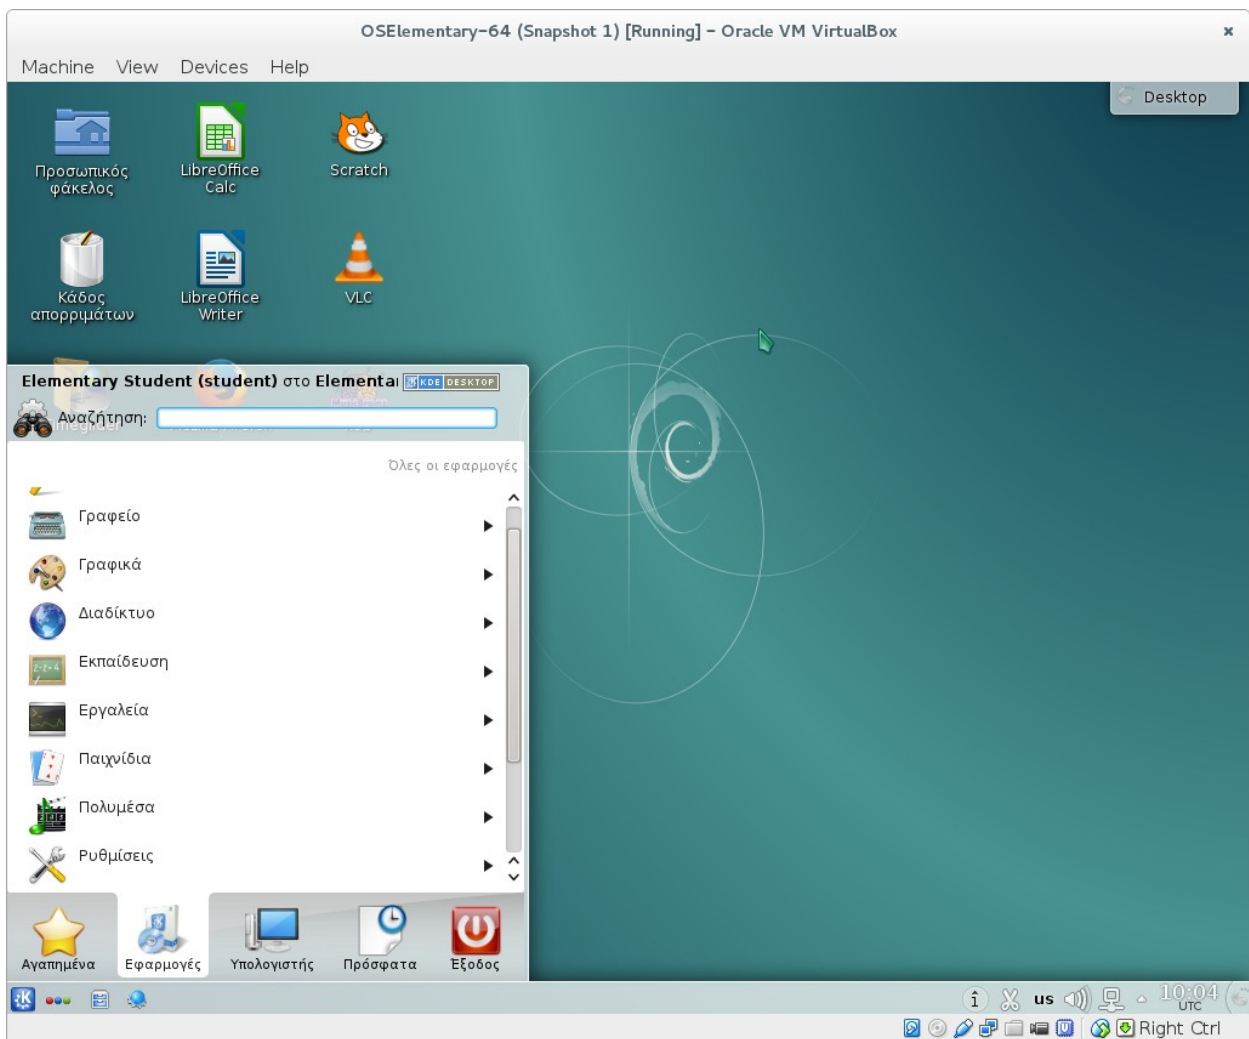 OSElementary-64 (Snapshot 1) [Running] - Oracle VM VirtualBox
Machine View Devices Help
Desktop
Προσωπικός
φάκελος
LibreOffice
Calc
Scratch
Κάδος
απορριμάτων
LibreOffice
Writer
VLC
Elementary Student (student) στο Elementar
KDE DESKTOP
Αναζήτηση:
Όλες οι εφαρμογές
Γραφείο
Γραφικά
Διαδίκτυο
Εκπαίδευση
Εργαλεία
Παιχνίδια
Πολυμέσα
Ρυθμίσεις
Αγαπημένα Εφαρμογές Υπολογιστής Πρόσφατα Έξοδος
us
10:04
UTC
Right Ctrl